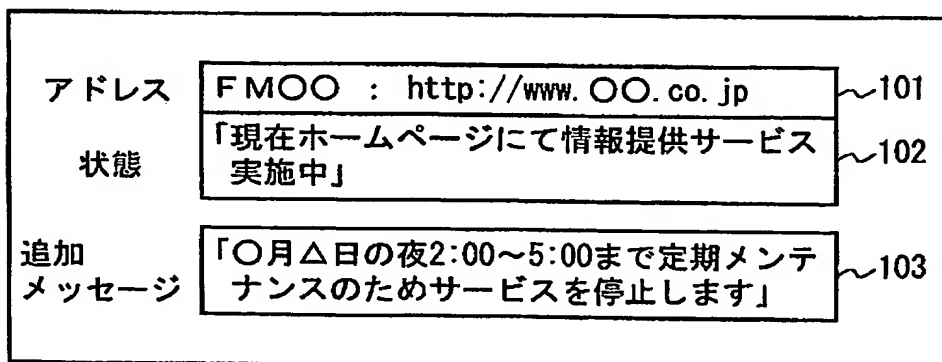 アドレス FM○○ : http://www.○○.co.jp 101
「現在ホームページにて情報提供サービス
状態 実施中」 102
追加 「○月△日の夜2:00~5:00まで定期メンテ
メッセージ ナンスのためサービスを停止します」 103